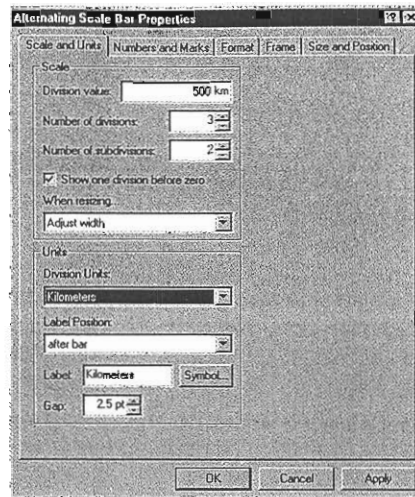 Alternating Scale Bar Properties
Scale and Units Numbers and Marks Format Frame Size and Position
Scale
Division value: 500 km
Number of divisions: 3
Number of subdivisions: 2
Show one division before zero
When resizing...
Adjust width
Units
Division Units:
Kilometers
Label Position:
after bar
Label: Kilometers Symbol...
Gap: 2.5 pt
OK Cancel Apply